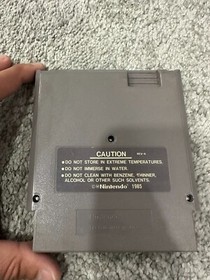 CAUTION
•DO NOT STORE IN EXTREME TEMPERATURES.
•DO NOT IMMERSE IN WATER.
•DO NOT CLEAN WITH BENZENE, THINNER,
ALCOHOL OR OTHER SUCH SOLVENTS.
©Nintendo 1985